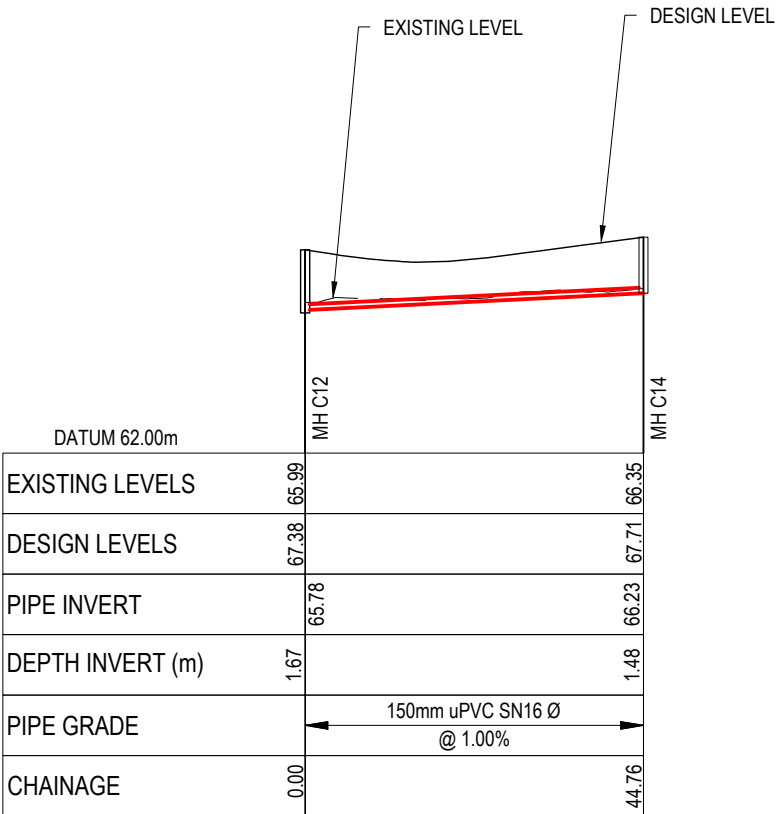 DESIGN LEVEL
EXISTING LEVEL
MH C12
MH C14
DATUM 62.00m
EXISTING LEVELS 65.99 66.35
DESIGN LEVELS 67.38 67.71
PIPE INVERT 65.78 66.23
DEPTH INVERT (m) 1.67 1.48
PIPE GRADE
150mm uPVC SN16 Ø
@ 1.00%
CHAINAGE 0.00 44.76